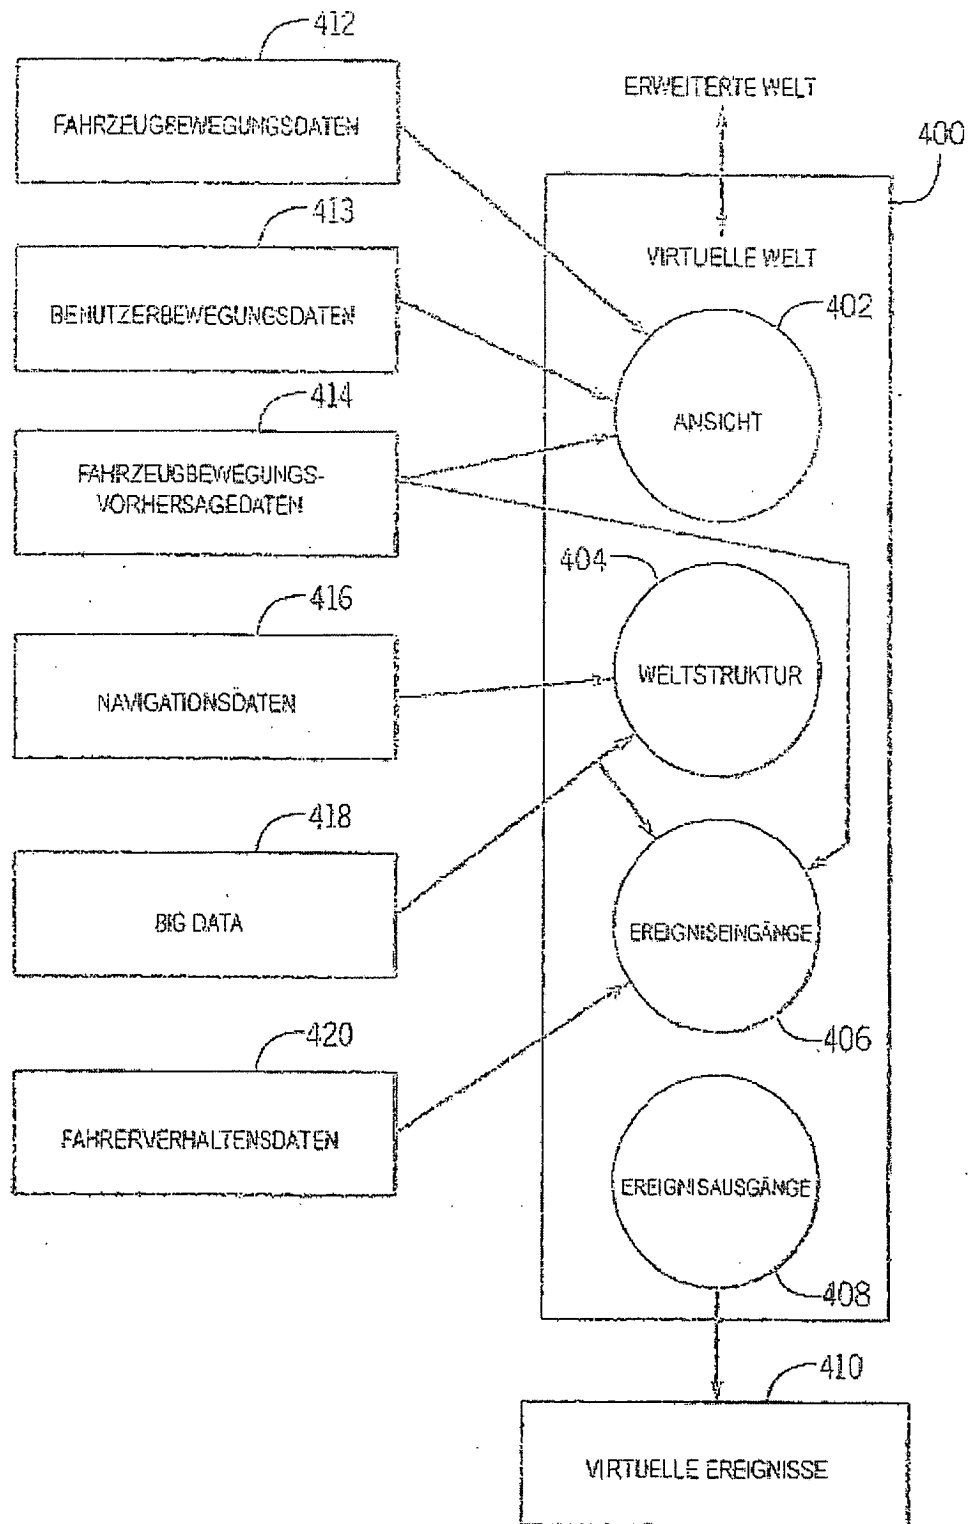 412
FAHRZEUGBEWEGUNGSDATEN
ERWEITERTE WELT
400
413
BENUTZERBEWEGUNGSDATEN
VIRTUELLE WELT
402
ANSICHT
414
FAHRZEUGBEWEGUNGS-
VORHERSAGEDATEN
404
WELTSTRUKTUR
416
NAVIGATIONSDATEN
418
BIG DATA
EREIGNISEINGÄNGE
406
420
FAHRERVERHALTENSDATEN
EREIGNISAUSGÄNGE
408
410
VIRTUELLE EREIGNISSE